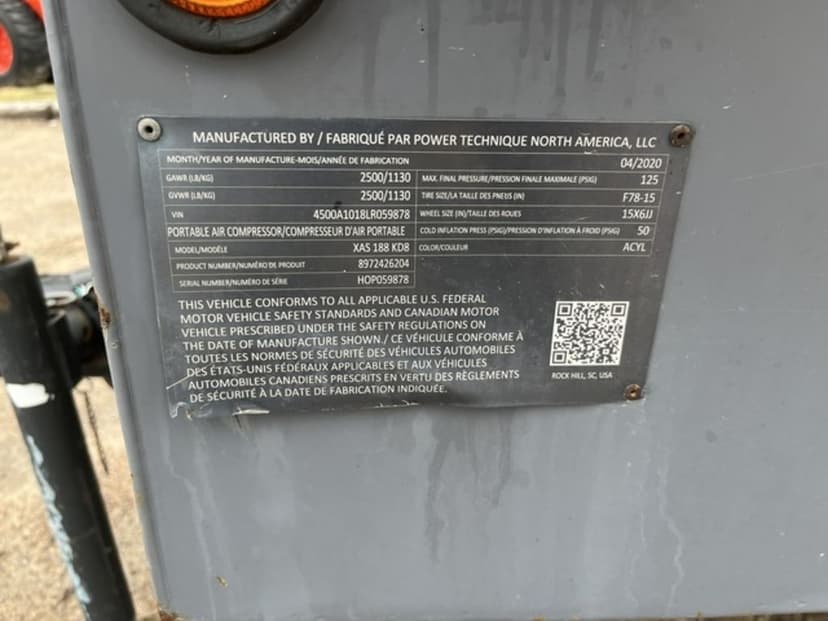 MANUFACTURED BY / FABRIQUÉ PAR POWER TECHNIQUE NORTH AMERICA, LLC
MONTH/YEAR OF MANUFACTURE-MOIS/ANNÉE DE FABRICATION 04/2020
GAWR (LB/KG) 2500/1130 MAX. FINAL PRESSURE/PRESSION FINALE MAXIMALE (PSIG) 125
GVWR (LB/KG) 2500/1130 TIRE SIZE/LA TAILLE DES PNEUS (IN) F78-15
VIN 4500A1018LR059878 WHEEL SIZE (IN)/TAILLE DES ROUES 15X6JJ
PORTABLE AIR COMPRESSOR/COMPRESSEUR D'AIR PORTABLE COLD INFLATION PRESS (PSIG)/PRESSION D'INFLATION À FROID (PSIG) 50
MODEL/MODÈLE XAS 188 KD8 COLOR/COULEUR ACYL
PRODUCT NUMBER/NUMÉRO DE PRODUIT 8972426204
SERIAL NUMBER/NUMÉRO DE SÉRIE HOP059878
THIS VEHICLE CONFORMS TO ALL APPLICABLE U.S. FEDERAL
MOTOR VEHICLE SAFETY STANDARDS AND CANADIAN MOTOR
VEHICLE PRESCRIBED UNDER THE SAFETY REGULATIONS ON
THE DATE OF MANUFACTURE SHOWN./ CE VÉHICULE CONFORME À
TOUTES LES NORMES DE SÉCURITÉ DES VÉHICULES AUTOMOBILES
DES ÉTATS-UNIS FÉDÉRAUX APPLICABLES ET AUX VÉHICULES
AUTOMOBILES CANADIENS PRESCRITS EN VERTU DES RÈGLEMENTS
DE SÉCURITÉ À LA DATE DE FABRICATION INDIQUÉE.
ROCK HILL, SC, USA